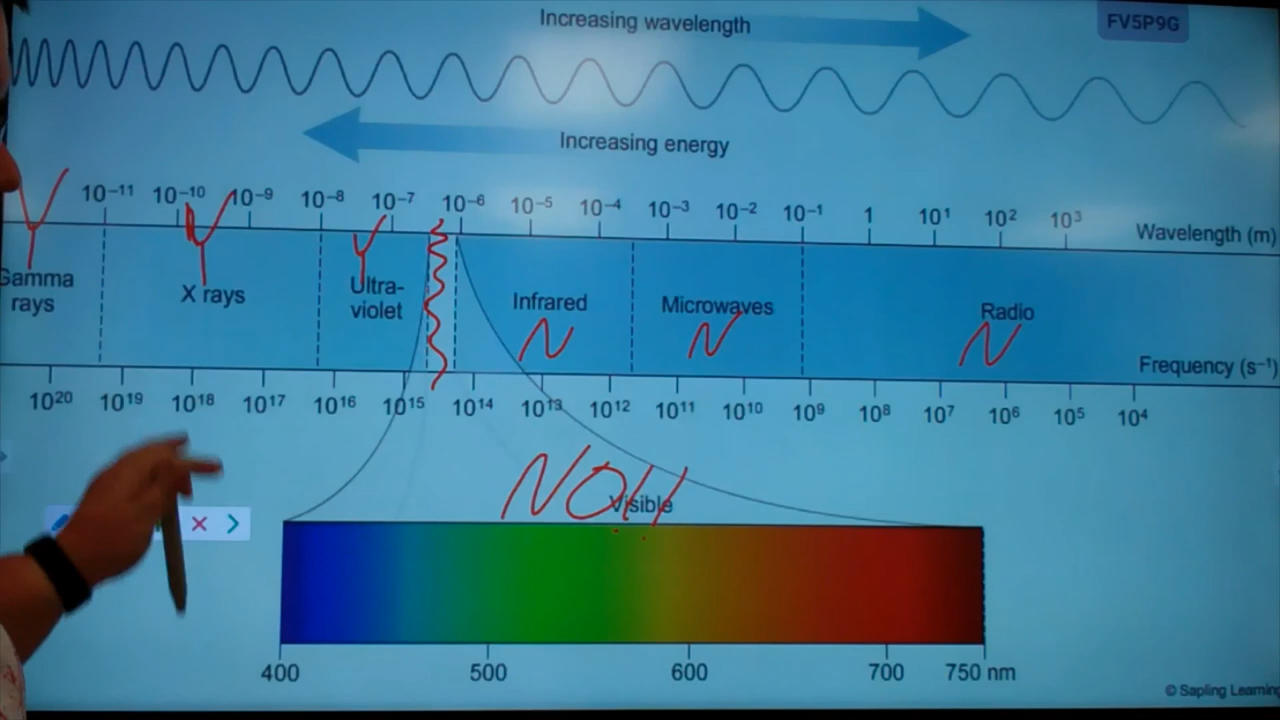 Increasing wavelength
FV5P9G
Increasing energy
10⁻¹¹ 10⁻¹⁰ 10⁻⁹ 10⁻⁸ 10⁻⁷ 10⁻⁶ 10⁻⁵ 10⁻⁴ 10⁻³ 10⁻² 10⁻¹ 1 10¹ 10² 10³ Wavelength (m)
Y Y Y
Gamma rays
X rays
Ultra-
violet
Infrared
Microwaves
Radio
N N N
Frequency (s⁻¹)
10²⁰ 10¹⁹ 10¹⁸ 10¹⁷ 10¹⁶ 10¹⁵ 10¹⁴ 10¹³ 10¹² 10¹¹ 10¹⁰ 10⁹ 10⁸ 10⁷ 10⁶ 10⁵ 10⁴
NO!!
Visible
400 500 600 700 750 nm
© Sapling Learning